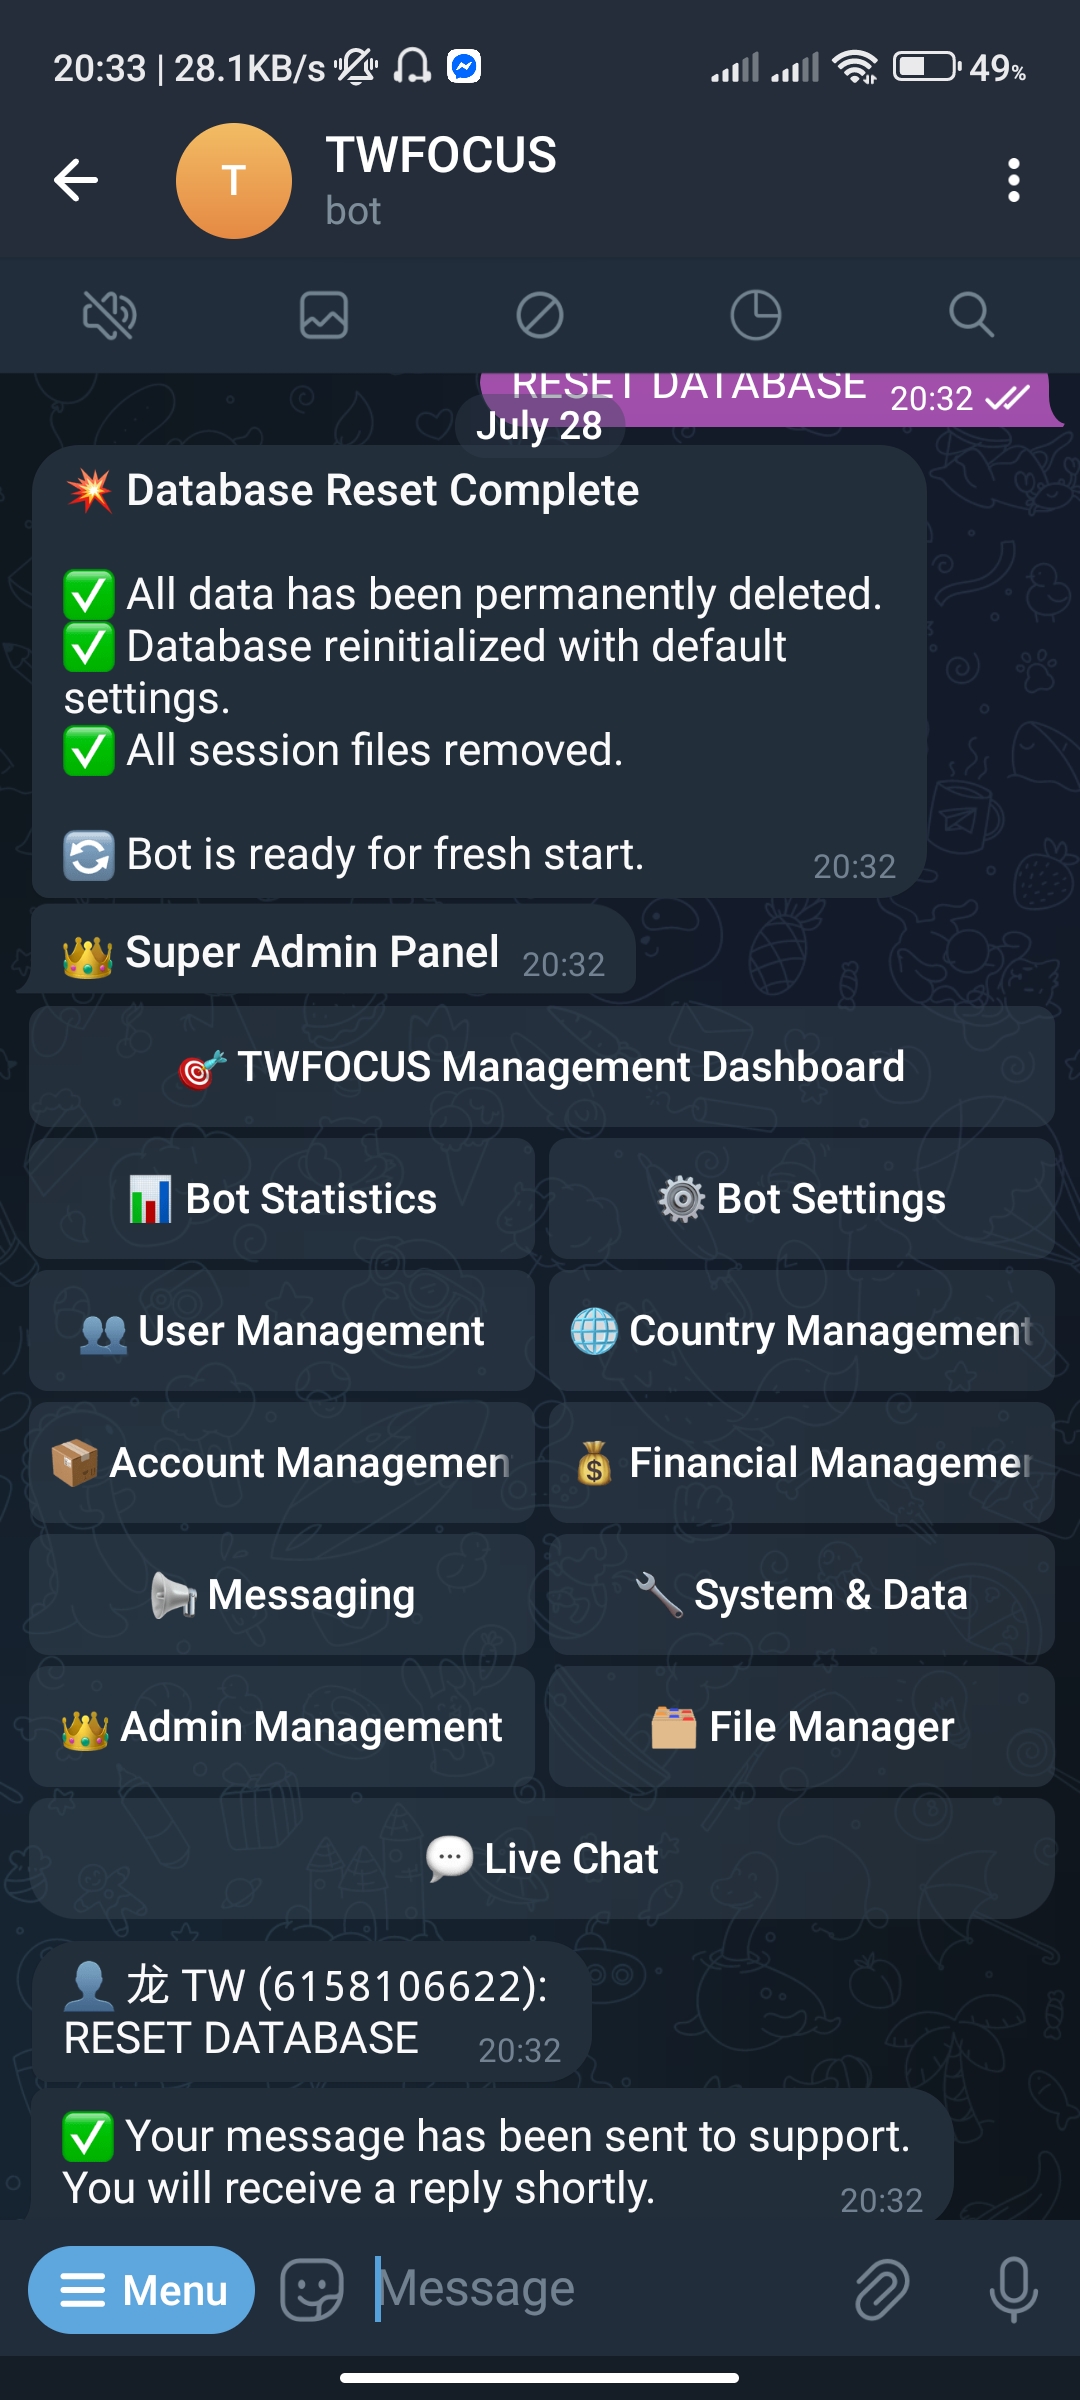 20:33 | 28.1KB/s
49%
T
TWFOCUS
bot
RESET DATABASE 20:32
July 28
💥 Database Reset Complete
✅ All data has been permanently deleted.
✅ Database reinitialized with default
settings.
✅ All session files removed.
🔄 Bot is ready for fresh start. 20:32
👑 Super Admin Panel 20:32
🎯 TWFOCUS Management Dashboard
📊 Bot Statistics
⚙️ Bot Settings
👥 User Management
🌐 Country Management
📦 Account Managemen
💰 Financial Managemen
📢 Messaging
🔧 System & Data
👑 Admin Management
🗂️ File Manager
💬 Live Chat
👤 龙 TW (6158106622):
RESET DATABASE 20:32
✅ Your message has been sent to support.
You will receive a reply shortly. 20:32
Menu
Message